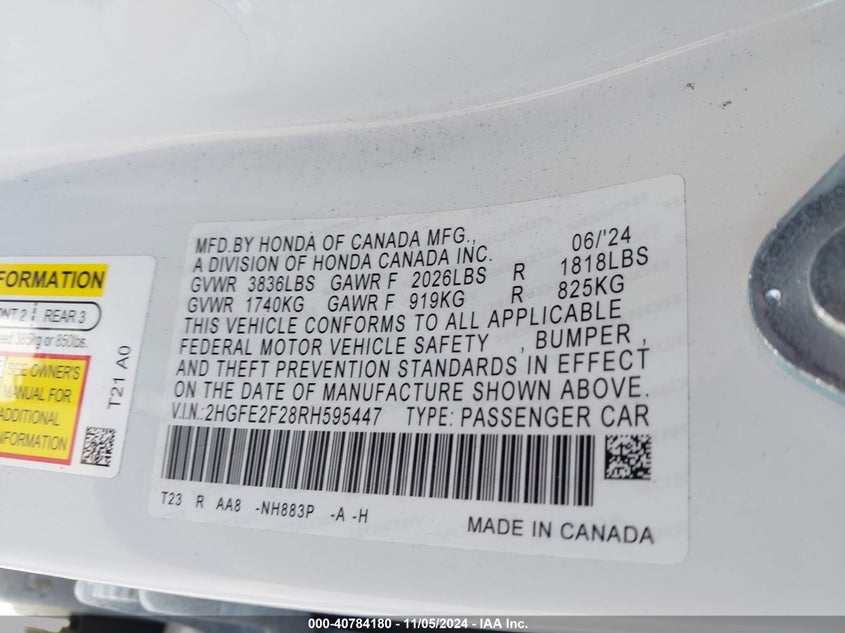 MFD.BY HONDA OF CANADA MFG., 06/'24
A DIVISION OF HONDA CANADA INC.
GVWR 3836LBS GAWR F 2026LBS R 1818LBS
GVWR 1740KG GAWR F 919KG R 825KG
THIS VEHICLE CONFORMS TO ALL APPLICABLE
FEDERAL MOTOR VEHICLE SAFETY , BUMPER ,
AND THEFT PREVENTION STANDARDS IN EFFECT
ON THE DATE OF MANUFACTURE SHOWN ABOVE.
V.I.N.:2HGFE2F28RH595447 TYPE: PASSENGER CAR
T23 R AA8 -NH883P -A -H
MADE IN CANADA
FORMATION
ONT 2 REAR 3
eed 385kg or 850lbs.
SEE OWNER'S
MANUAL FOR
ADDITIONAL
INFORMATION
T21 A0
000-40784180 - 11/05/2024 - IAA Inc.